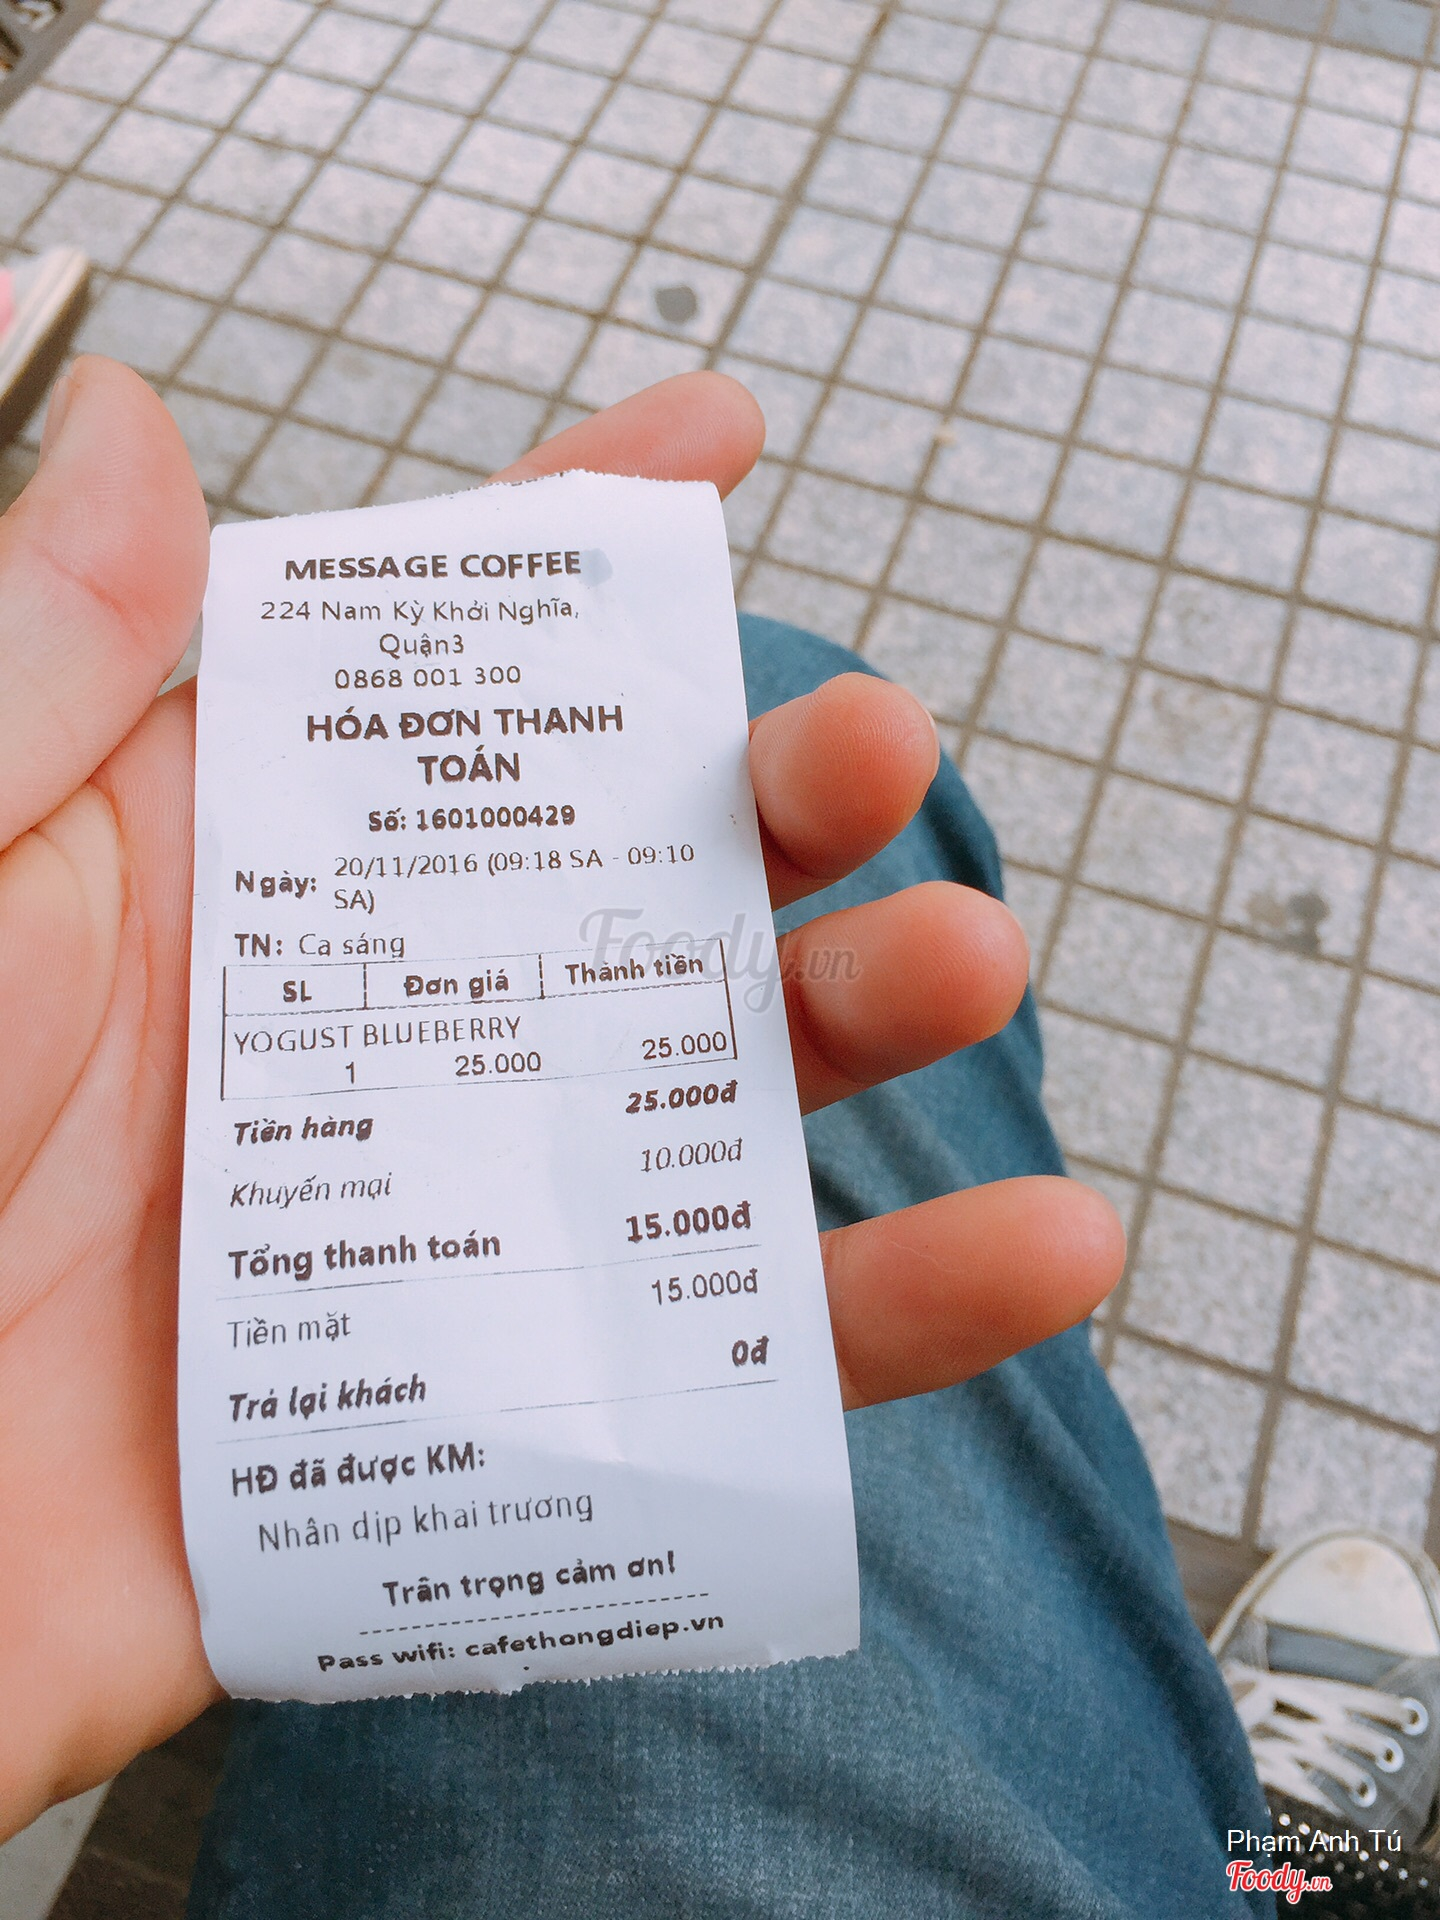 MESSAGE COFFEE
224 Nam Kỳ Khởi Nghĩa,
Quận3
0868 001 300
HÓA ĐƠN THANH
TOÁN
Số: 1601000429
Ngày: 20/11/2016 (09:18 SA - 09:10
SA)
TN: Ca sáng
SL Đơn giá Thành tiền
YOGUST BLUEBERRY
1 25.000 25.000
Tiền hàng 25.000đ
Khuyến mại 10.000đ
Tổng thanh toán 15.000đ
Tiền mặt 15.000đ
Trả lại khách 0đ
HĐ đã được KM:
Nhân dịp khai trương
Trân trọng cảm ơn!
Pass wifi: cafethongdiep.vn
Foody.vn
Phạm Anh Tú
Foody.vn